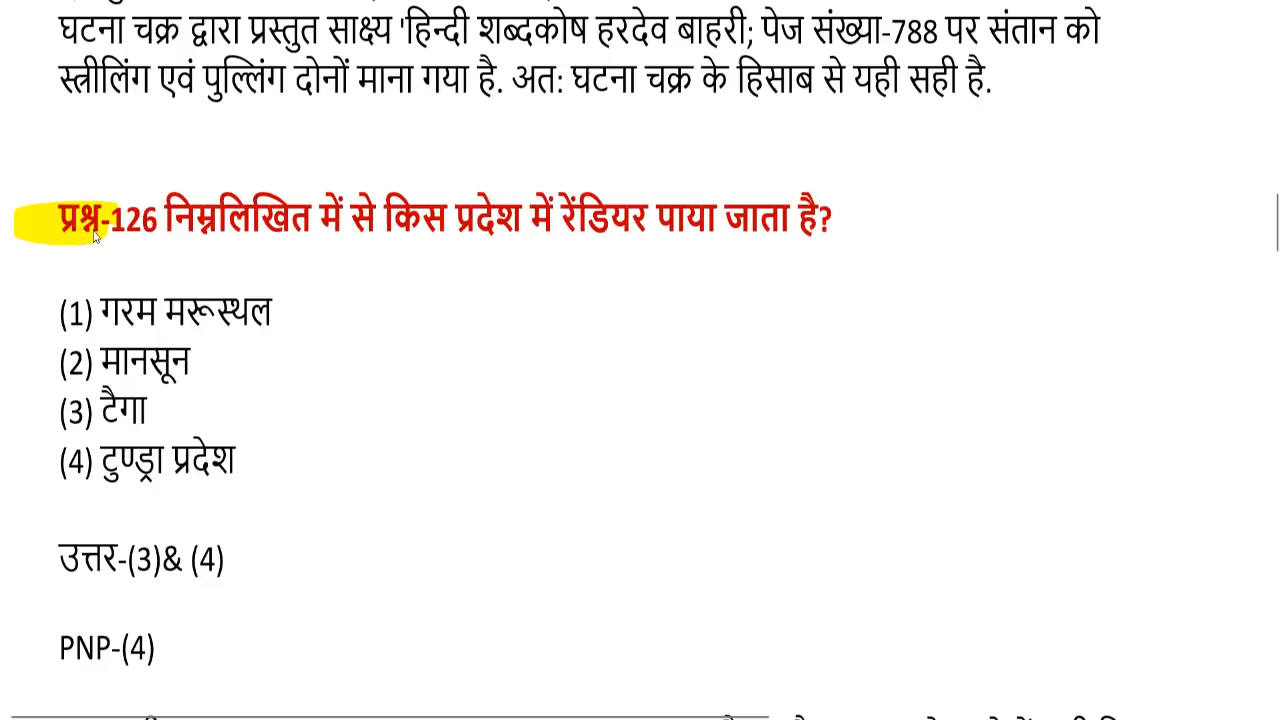 घटना चक्र द्वारा प्रस्तुत साक्ष्य 'हिन्दी शब्दकोष हरदेव बाहरी; पेज संख्या-788 पर संतान को
स्त्रीलिंग एवं पुल्लिंग दोनों माना गया है. अत: घटना चक्र के हिसाब से यही सही है.
प्रश्न-126 निम्नलिखित में से किस प्रदेश में रेंडियर पाया जाता है?
(1) गरम मरूस्थल
(2) मानसून
(3) टैगा
(4) टुण्ड्रा प्रदेश
उत्तर-(3)& (4)
PNP-(4)